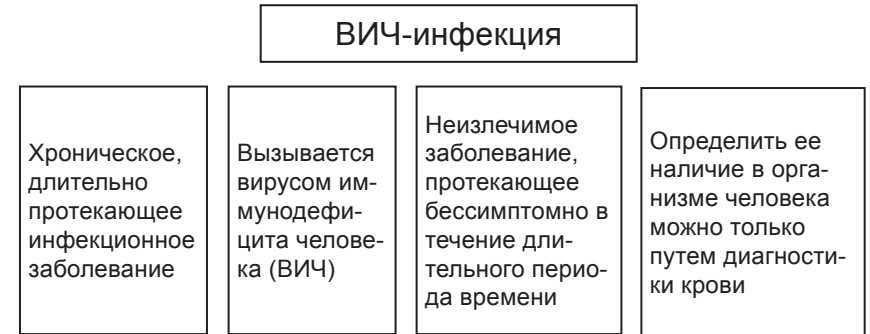 ВИЧ-инфекция
Хроническое,
длительно
протекающее
инфекционное
заболевание
Вызывается
вирусом им-
мунодефи-
цита челове-
ка (ВИЧ)
Неизлечимое
заболевание,
протекающее
бессимптомно в
течение дли-
тельного перио-
да времени
Определить ее
наличие в орга-
низме человека
можно только
путем диагности-
ки крови